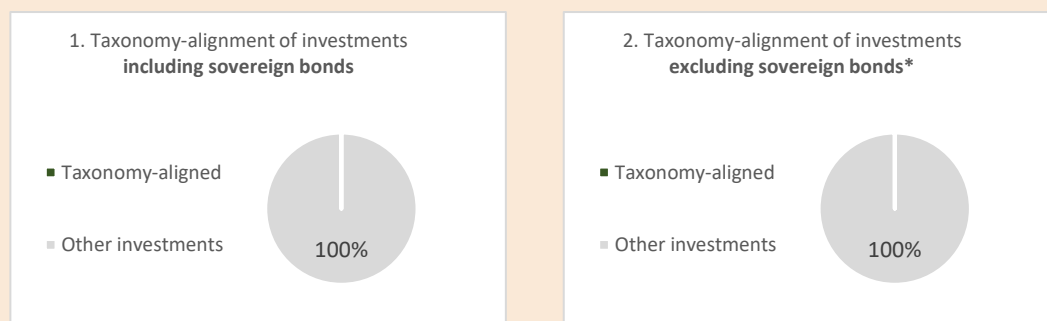 1. Taxonomy-alignment of investments
including sovereign bonds
Taxonomy-aligned
Other investments
100%
2. Taxonomy-alignment of investments
excluding sovereign bonds*
Taxonomy-aligned
Other investments
100%